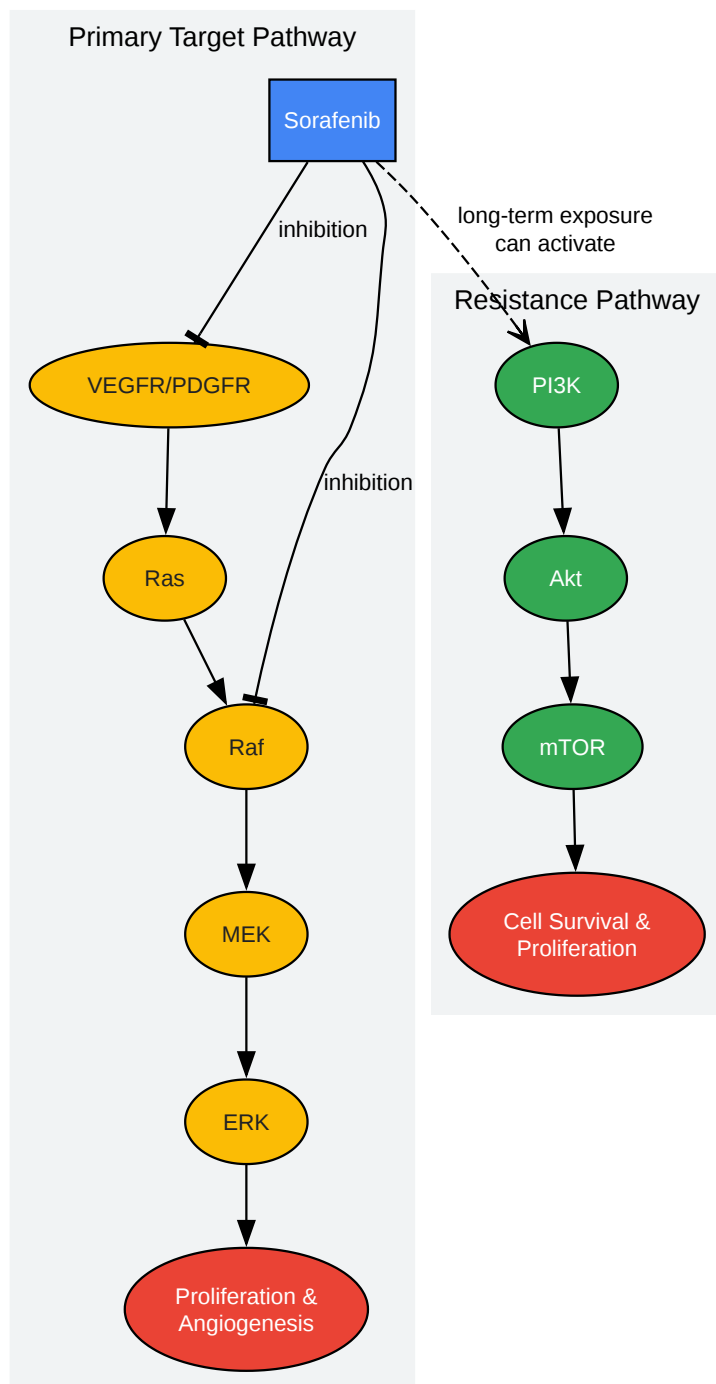 Primary Target Pathway
Sorafenib
inhibition
long-term exposure
can activate
Resistance Pathway
VEGFR/PDGFR
PI3K
inhibition
Ras
Akt
Raf
mTOR
MEK
Cell Survival &
Proliferation
ERK
Proliferation &
Angiogenesis